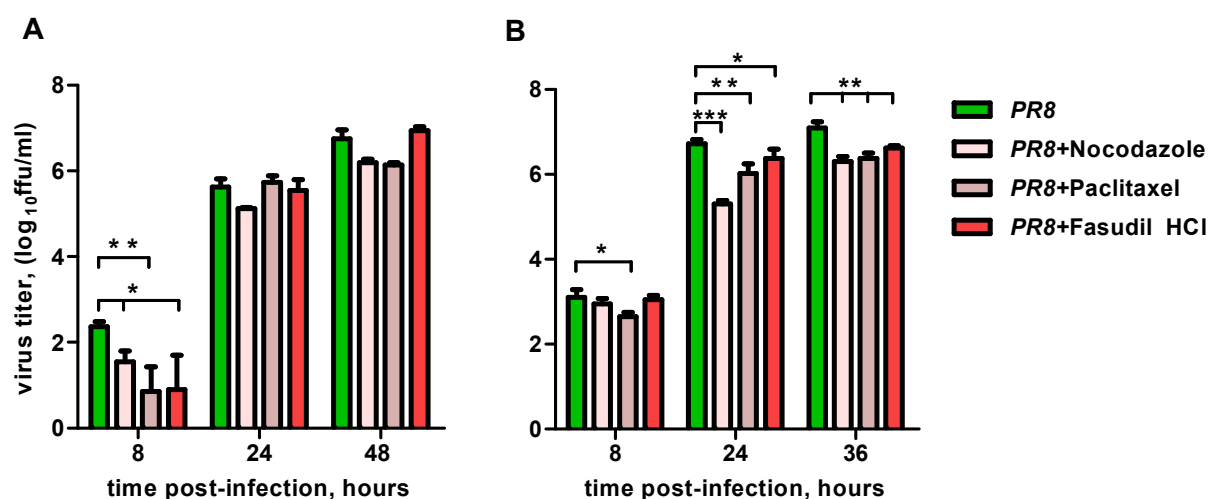 A
virus titer, (log10ffu/ml)
8
6
4
2
0
* *
*
8 24 48
time post-infection, hours
B
8
6
4
2
0
*
***
* *
*
**
8 24 36
time post-infection, hours
PR8
PR8+Nocodazole
PR8+Paclitaxel
PR8+Fasudil HCl